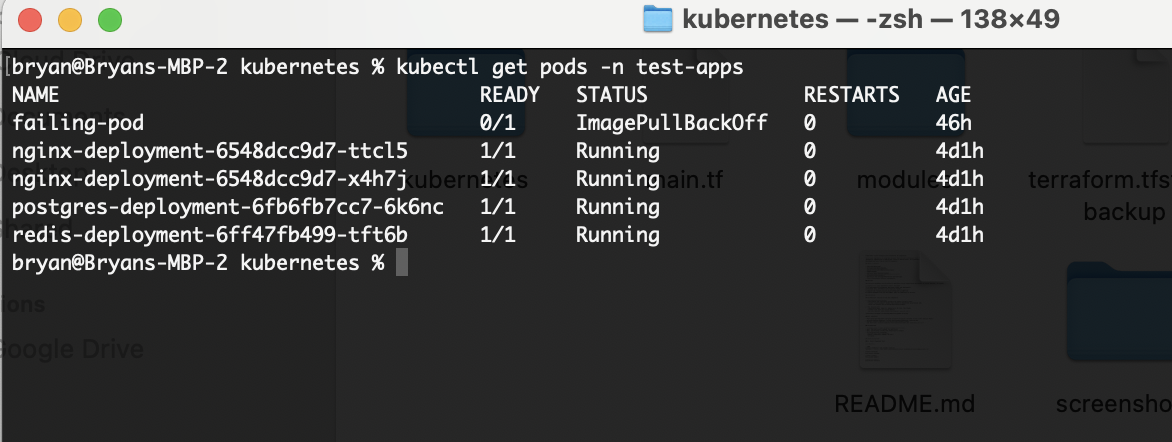 kubernetes — -zsh — 138×49
[bryan@Bryans-MBP-2 kubernetes % kubectl get pods -n test-apps
NAME READY STATUS RESTARTS AGE
failing-pod 0/1 ImagePullBackOff 0 46h
nginx-deployment-6548dcc9d7-ttcl5 1/1 Running 0 4d1h
nginx-deployment-6548dcc9d7-x4h7j 1/1 Running 0 4d1h
postgres-deployment-6fb6fb7cc7-6k6nc 1/1 Running 0 4d1h
redis-deployment-6ff47fb499-tft6b 1/1 Running 0 4d1h
bryan@Bryans-MBP-2 kubernetes %
kubernetes
main.tf
modules
terraform.tfs
backup
ions
Google Drive
README.md
screensho